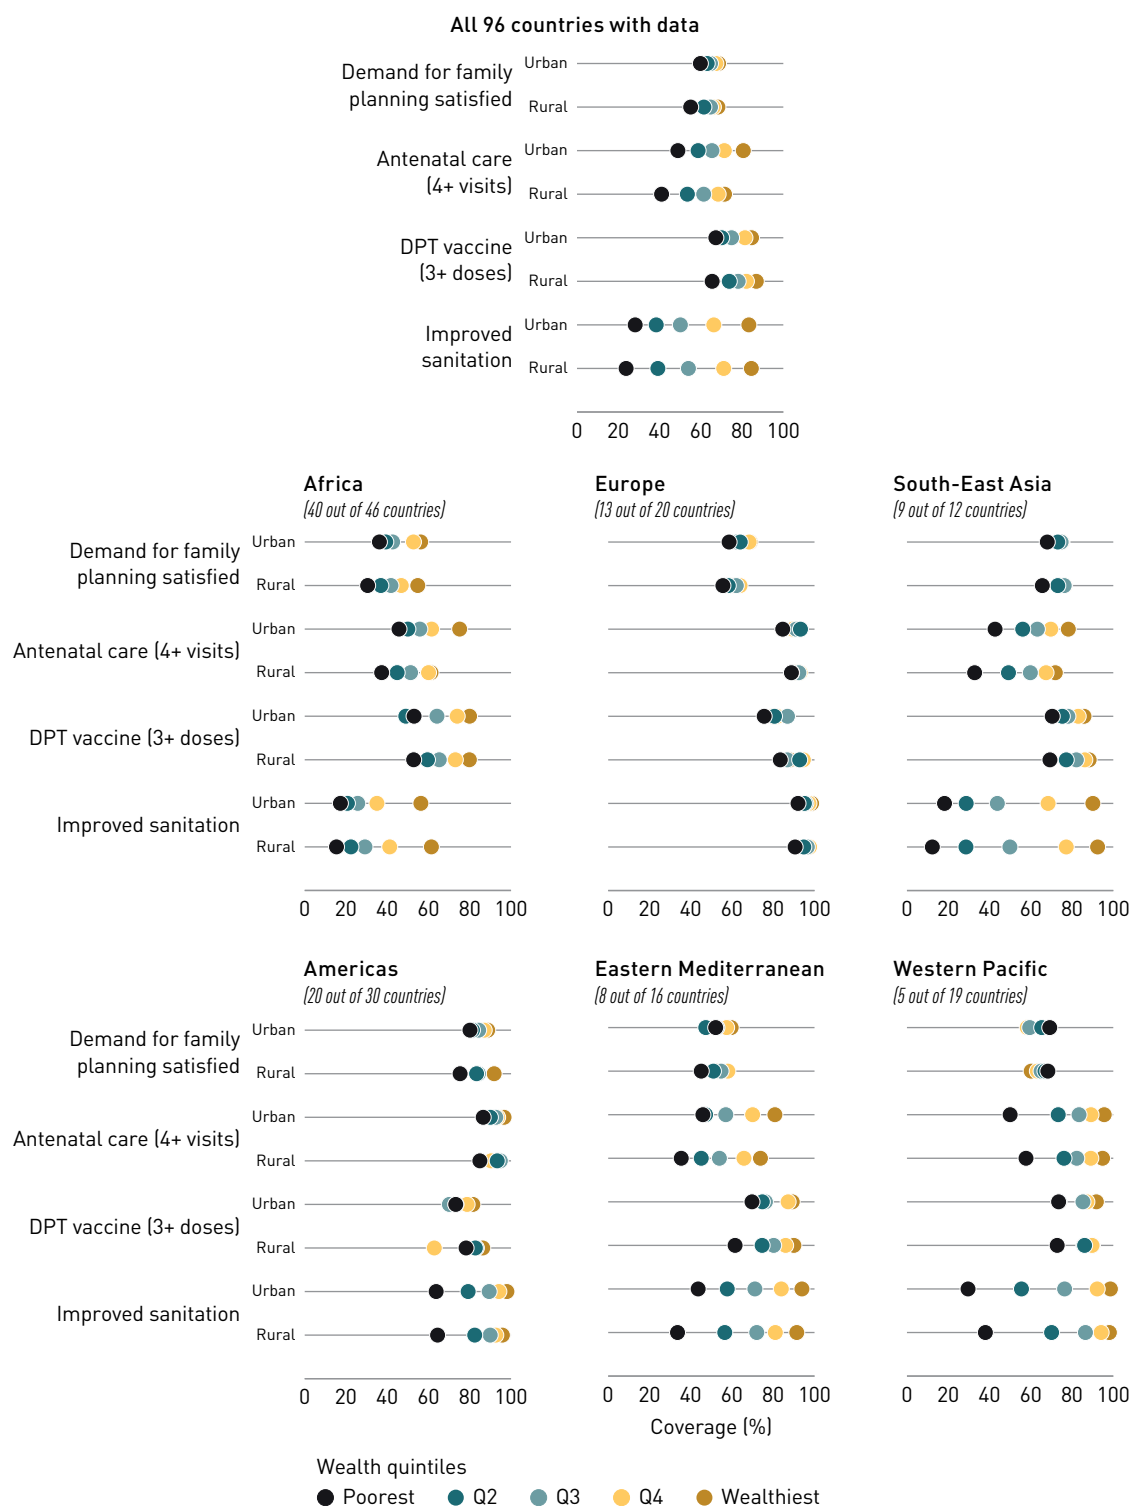 All 96 countries with data
Demand for family
planning satisfied
Urban
Rural
Antenatal care
(4+ visits)
Urban
Rural
DPT vaccine
(3+ doses)
Urban
Rural
Improved
sanitation
Urban
Rural
0 20 40 60 80 100
Africa
(40 out of 46 countries)
Europe
(13 out of 20 countries)
South-East Asia
(9 out of 12 countries)
Demand for family
planning satisfied
Urban
Rural
Antenatal care (4+ visits)
Urban
Rural
DPT vaccine (3+ doses)
Urban
Rural
Improved sanitation
Urban
Rural
0 20 40 60 80 100
0 20 40 60 80 100
0 20 40 60 80 100
Americas
(20 out of 30 countries)
Eastern Mediterranean
(8 out of 16 countries)
Western Pacific
(5 out of 19 countries)
Demand for family
planning satisfied
Urban
Rural
Antenatal care (4+ visits)
Urban
Rural
DPT vaccine (3+ doses)
Urban
Rural
Improved sanitation
Urban
Rural
0 20 40 60 80 100
0 20 40 60 80 100
0 20 40 60 80 100
Coverage (%)
Wealth quintiles
Poorest Q2 Q3 Q4 Wealthiest